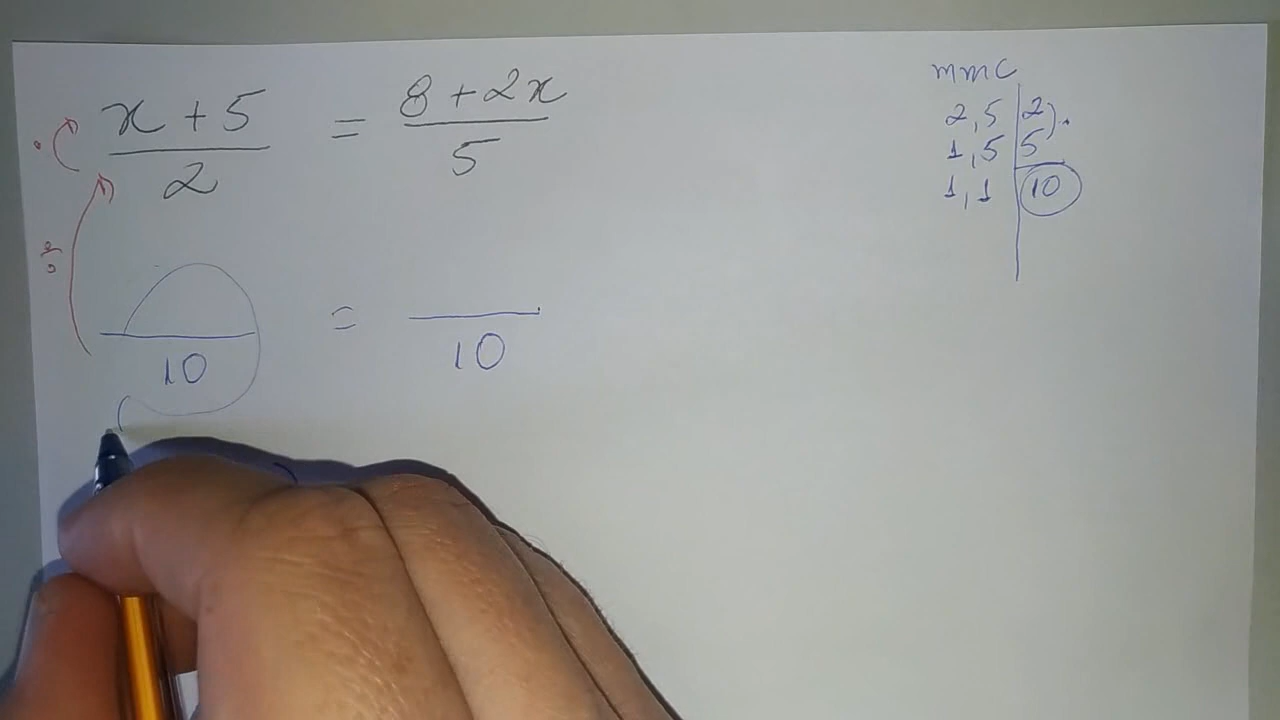 x + 5 = 8 + 2x
2 5
÷
10 = 10
mmc
2,5 | 2
1,5 | 5
1,1 | 10